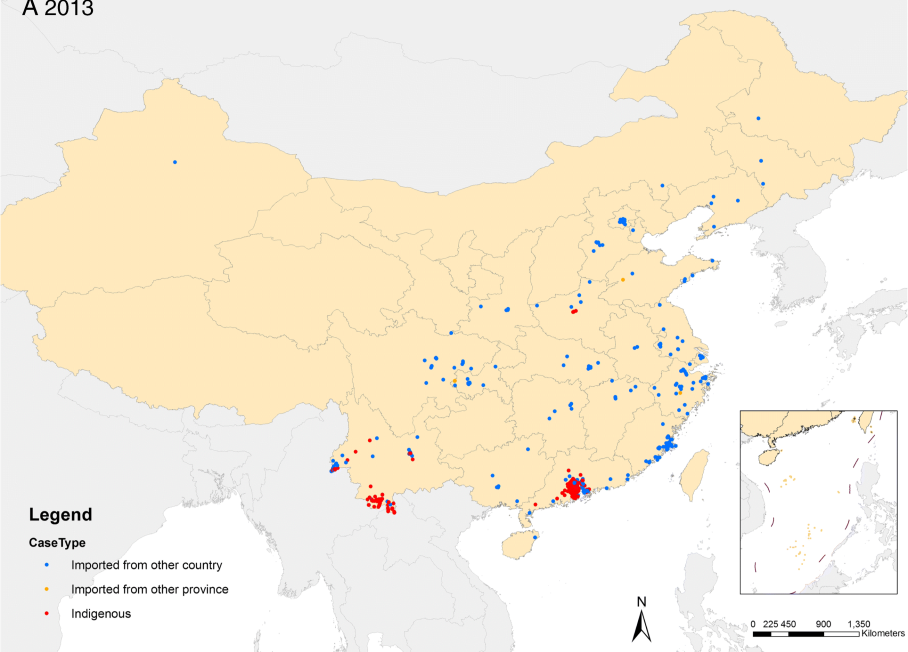 A 2013
Legend
CaseType
Imported from other country
Imported from other province
Indigenous
N
0 225 450 900 1,350
Kilometers